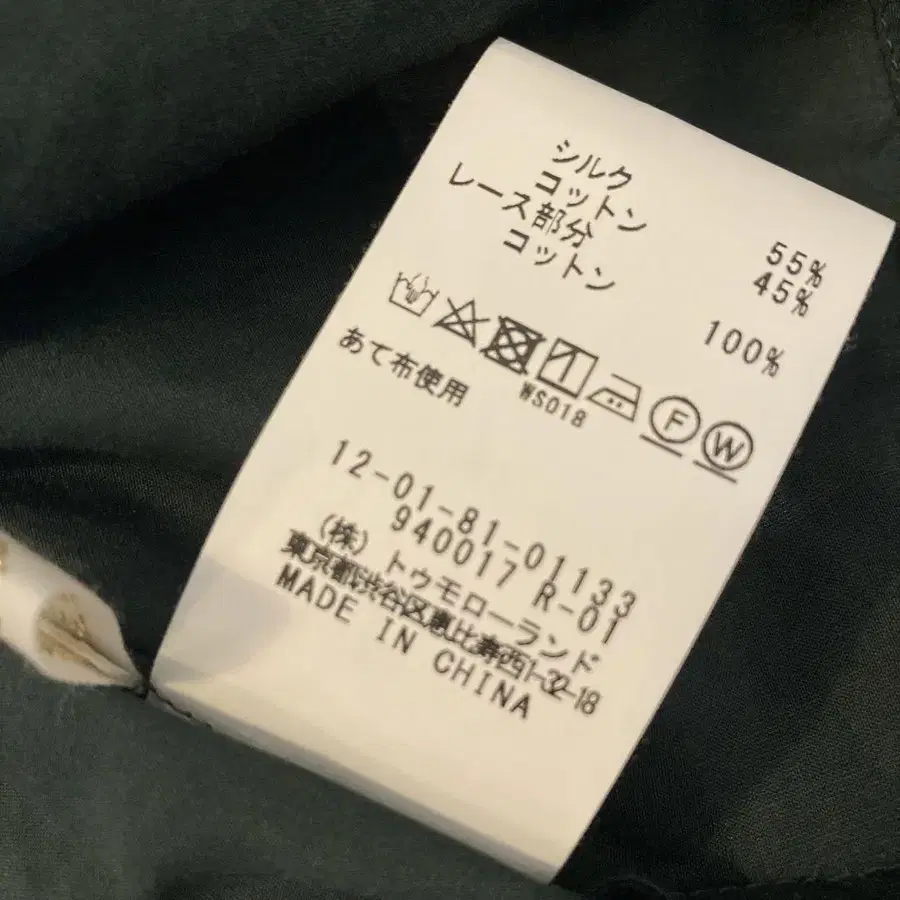 シルク 55%
コットン 45%
レース部分
コットン 100%
F W
あて布使用 WS018
12-01-81-01133
940017 R-01
(株) トゥモローランド
東京都渋谷区恵比寿西1-32-18
MADE IN CHINA